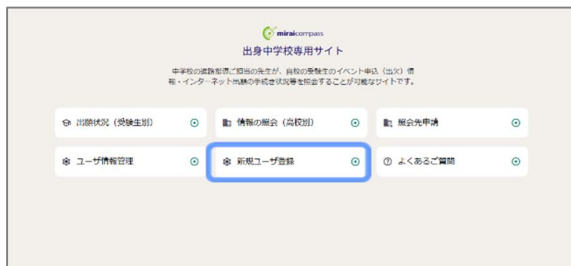 miraicompass
出身中学校専用サイト
中学校の進路指導ご担当の先生が、自校の受験生のイベント申込（出欠）情
報・インターネット出願の手続き状況等を照会することが可能なサイトです。
出願状況（受験生別）
情報の照会（高校別）
照会先申請
ユーザ情報管理
新規ユーザ登録
よくあるご質問